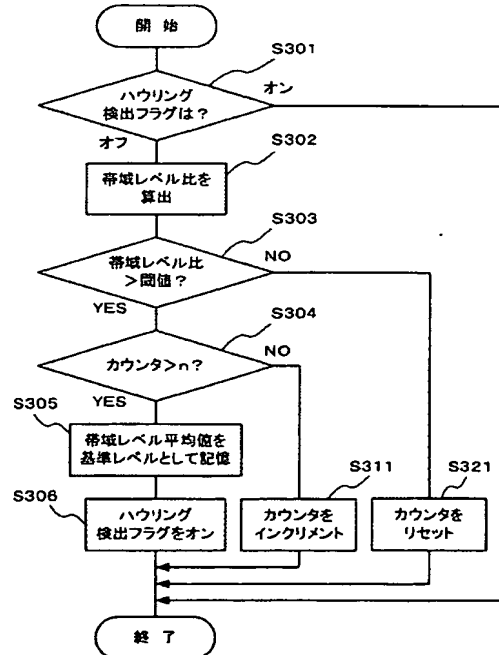 開 始
S301
ハウリング
検出フラグは？
オン
オフ
S302
帯域レベル比を
算出
S303
帯域レベル比
＞閾値？
NO
YES
S304
カウンタ＞n？
NO
YES
S305
帯域レベル平均値を
基準レベルとして記憶
S306
ハウリング
検出フラグをオン
S311
カウンタを
インクリメント
S321
カウンタを
リセット
終 了